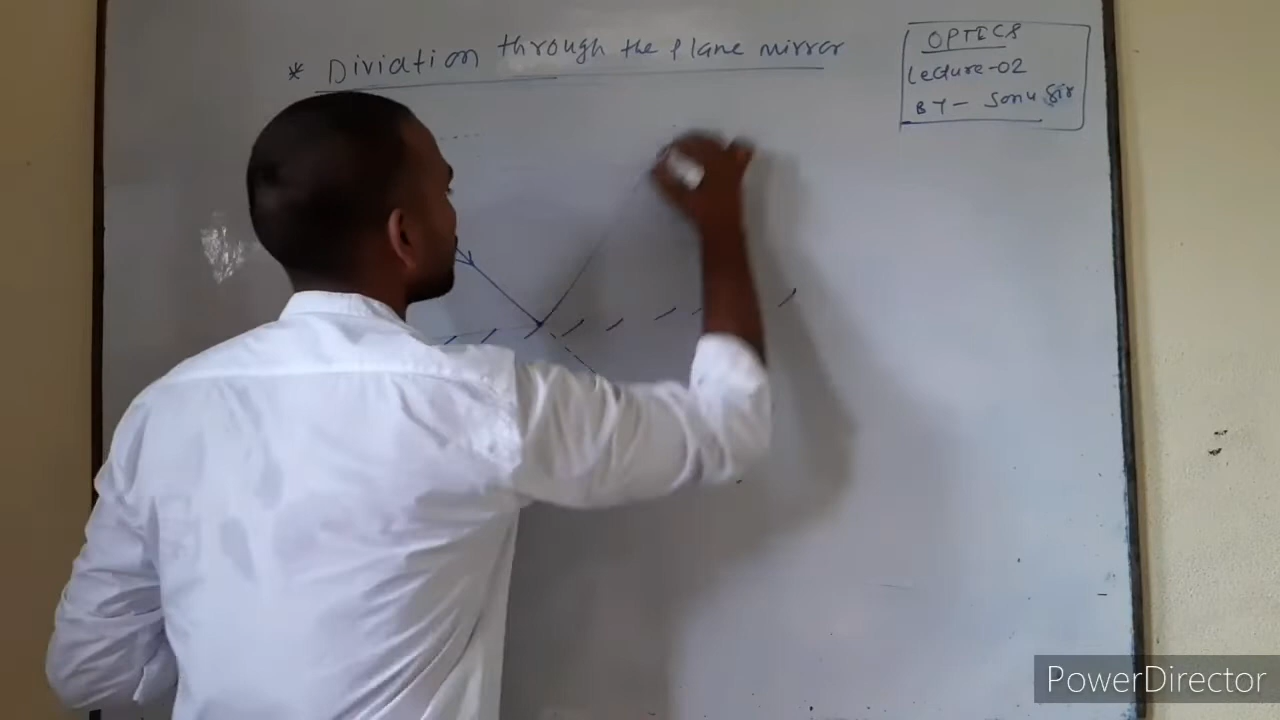 * Diviation through the plane mirror
OPTICS
Lecture-02
BY- Sonu Sir
PowerDirector